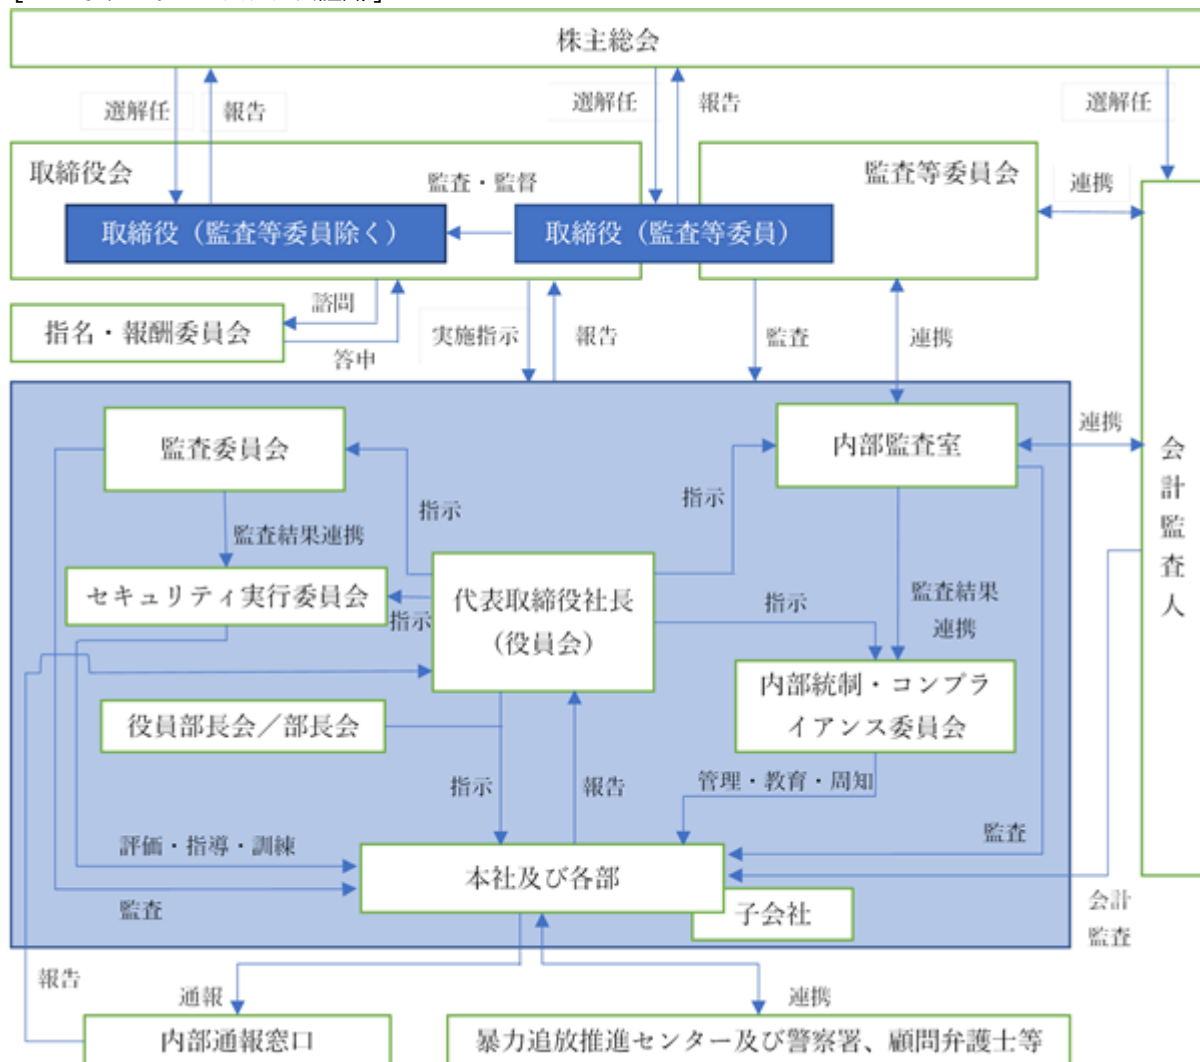 株主総会
選解任
報告
選解任
報告
選解任
取締役会
監査・監督
監査等委員会
連携
取締役（監査等委員除く）
取締役（監査等委員）
諮問
指名・報酬委員会
答申
実施指示
報告
監査
連携
監査委員会
内部監査室
連携
指示
指示
監査結果連携
セキュリティ実行委員会
指示
代表取締役社長
（役員会）
指示
監査結果
連携
会計監査人
役員部長会／部長会
内部統制・コンプラ
イアンス委員会
指示
報告
管理・教育・周知
評価・指導・訓練
監査
監査
本社及び各部
子会社
会計
監査
報告
通報
連携
内部通報窓口
暴力追放推進センター及び警察署、顧問弁護士等